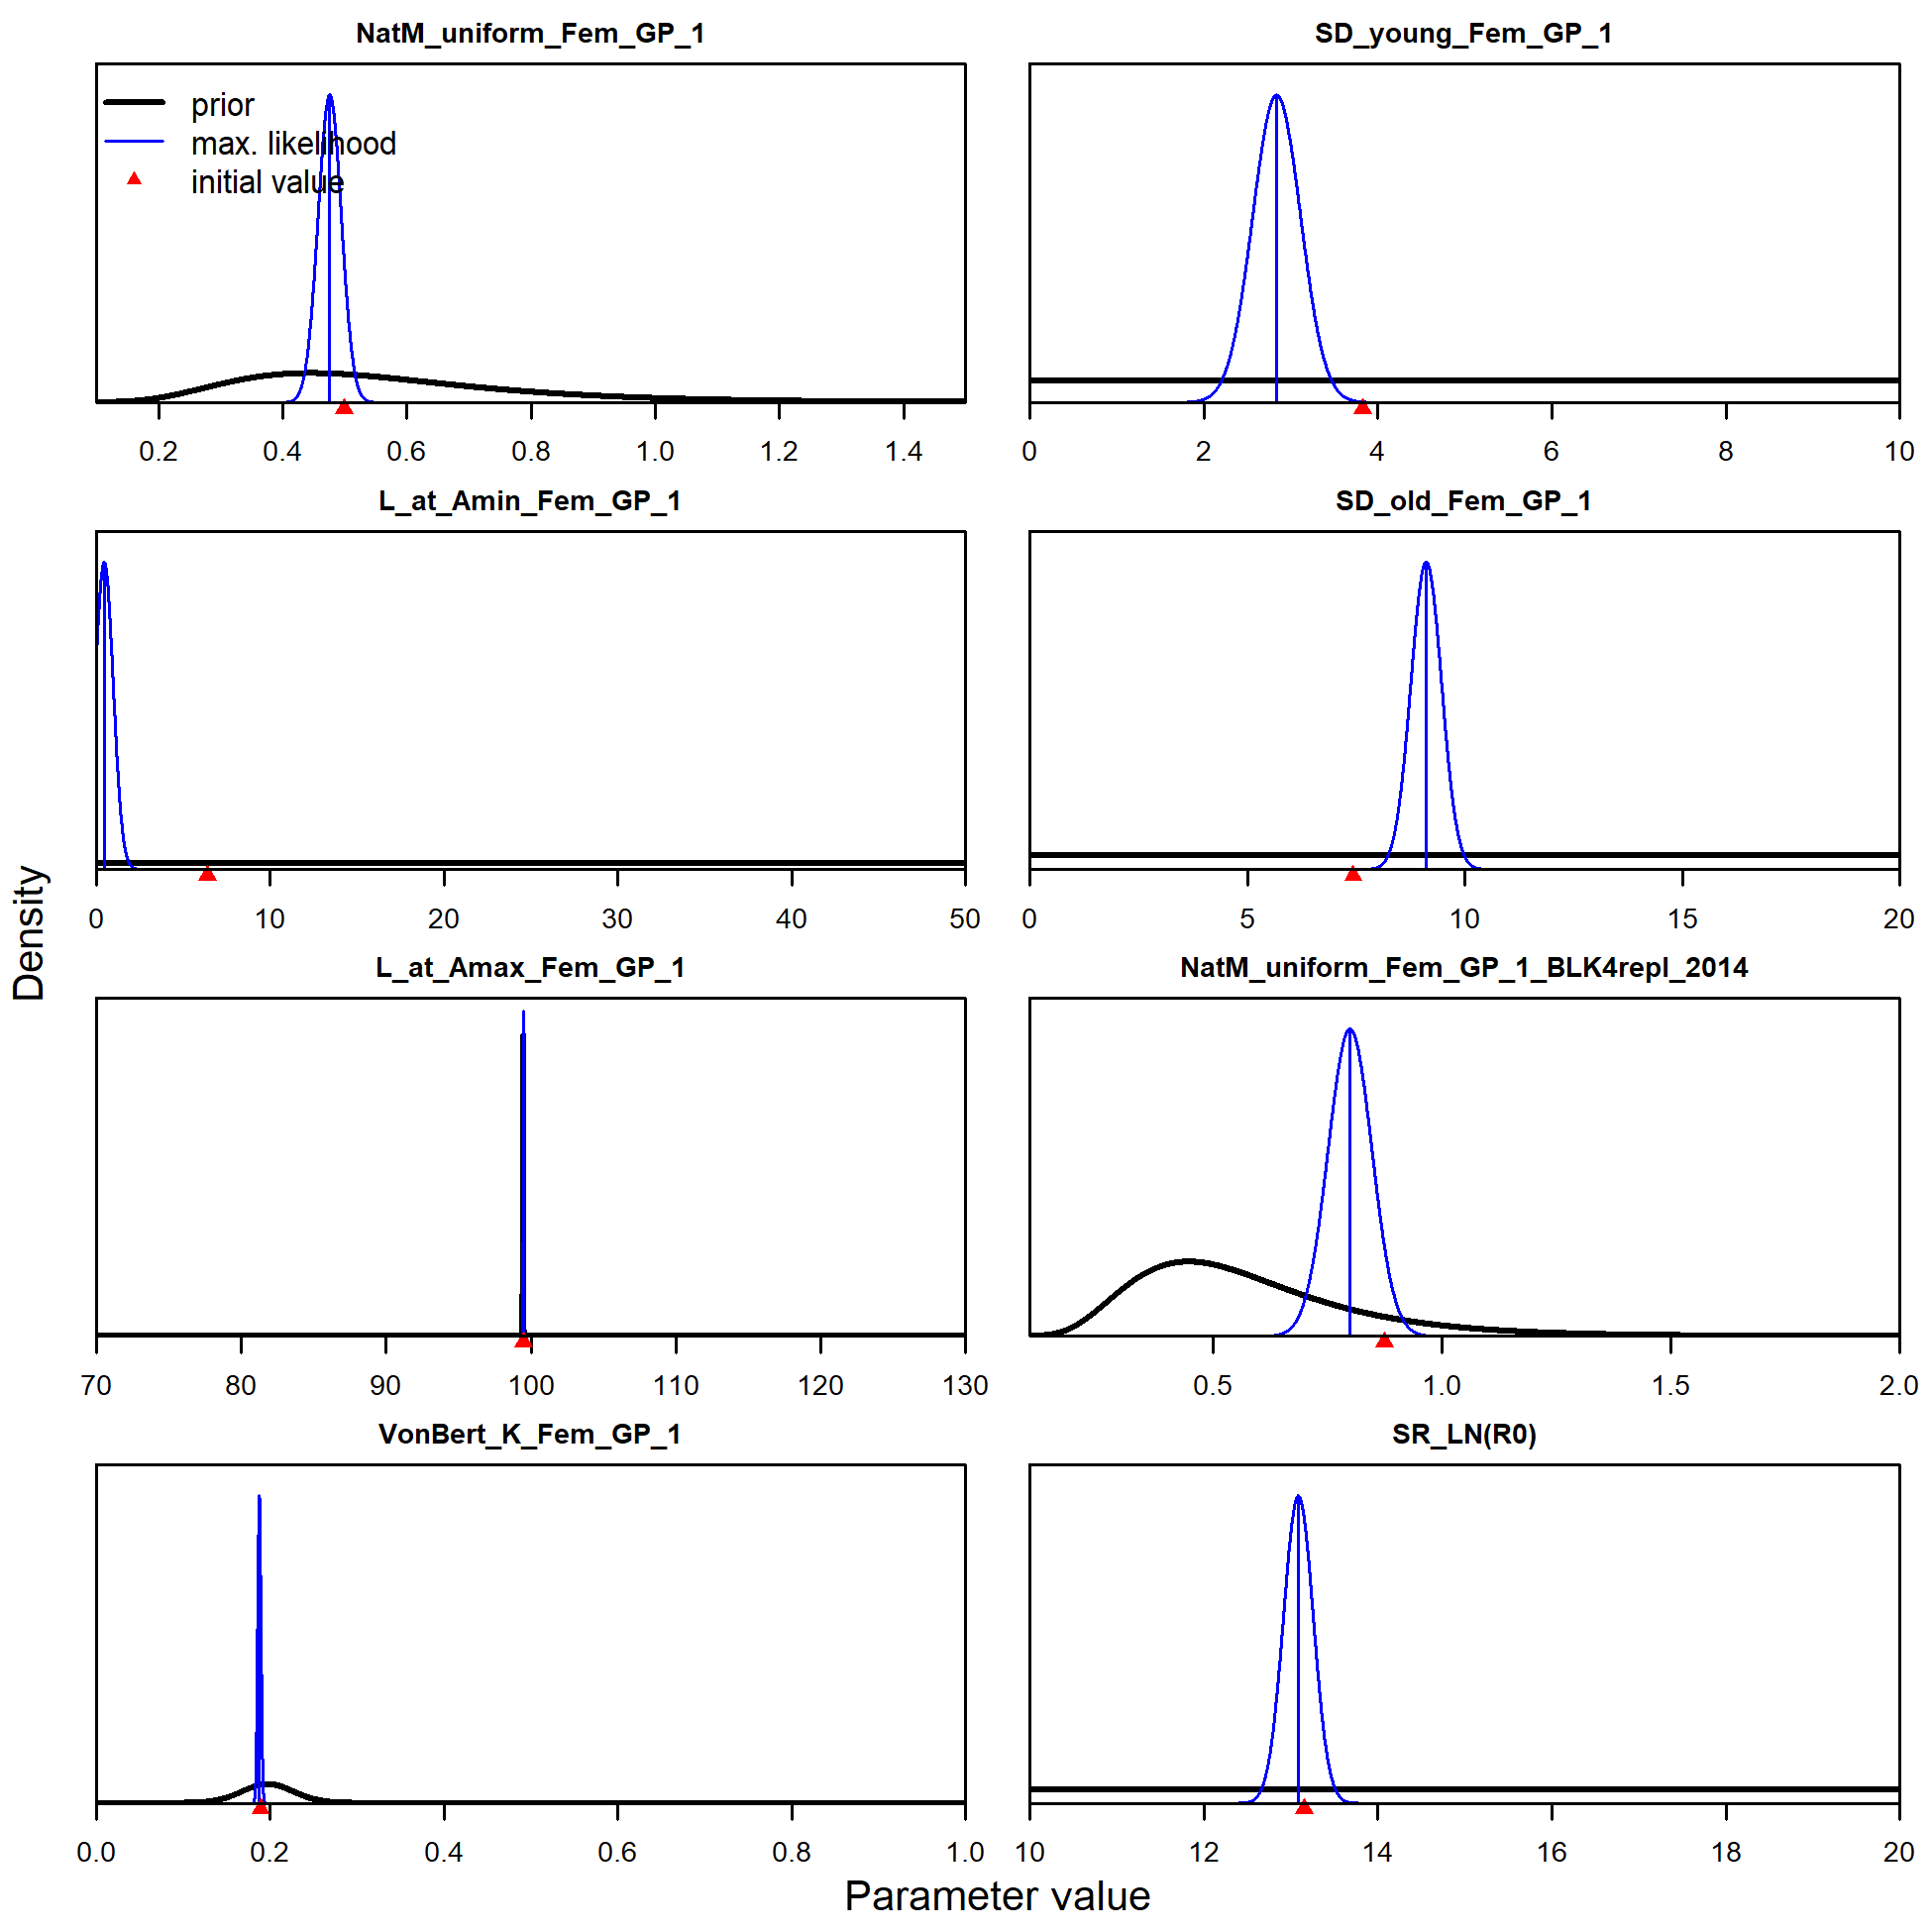 NatM_uniform_Fem_GP_1
SD_young_Fem_GP_1
prior
max. likelihood
initial value
0.2 0.4 0.6 0.8 1.0 1.2 1.4
0 2 4 6 8 10
L_at_Amin_Fem_GP_1
SD_old_Fem_GP_1
0 10 20 30 40 50
0 5 10 15 20
Density
L_at_Amax_Fem_GP_1
NatM_uniform_Fem_GP_1_BLK4repl_2014
70 80 90 100 110 120 130
0.5 1.0 1.5 2.0
VonBert_K_Fem_GP_1
SR_LN(R0)
0.0 0.2 0.4 0.6 0.8 1.0
10 12 14 16 18 20
Parameter value